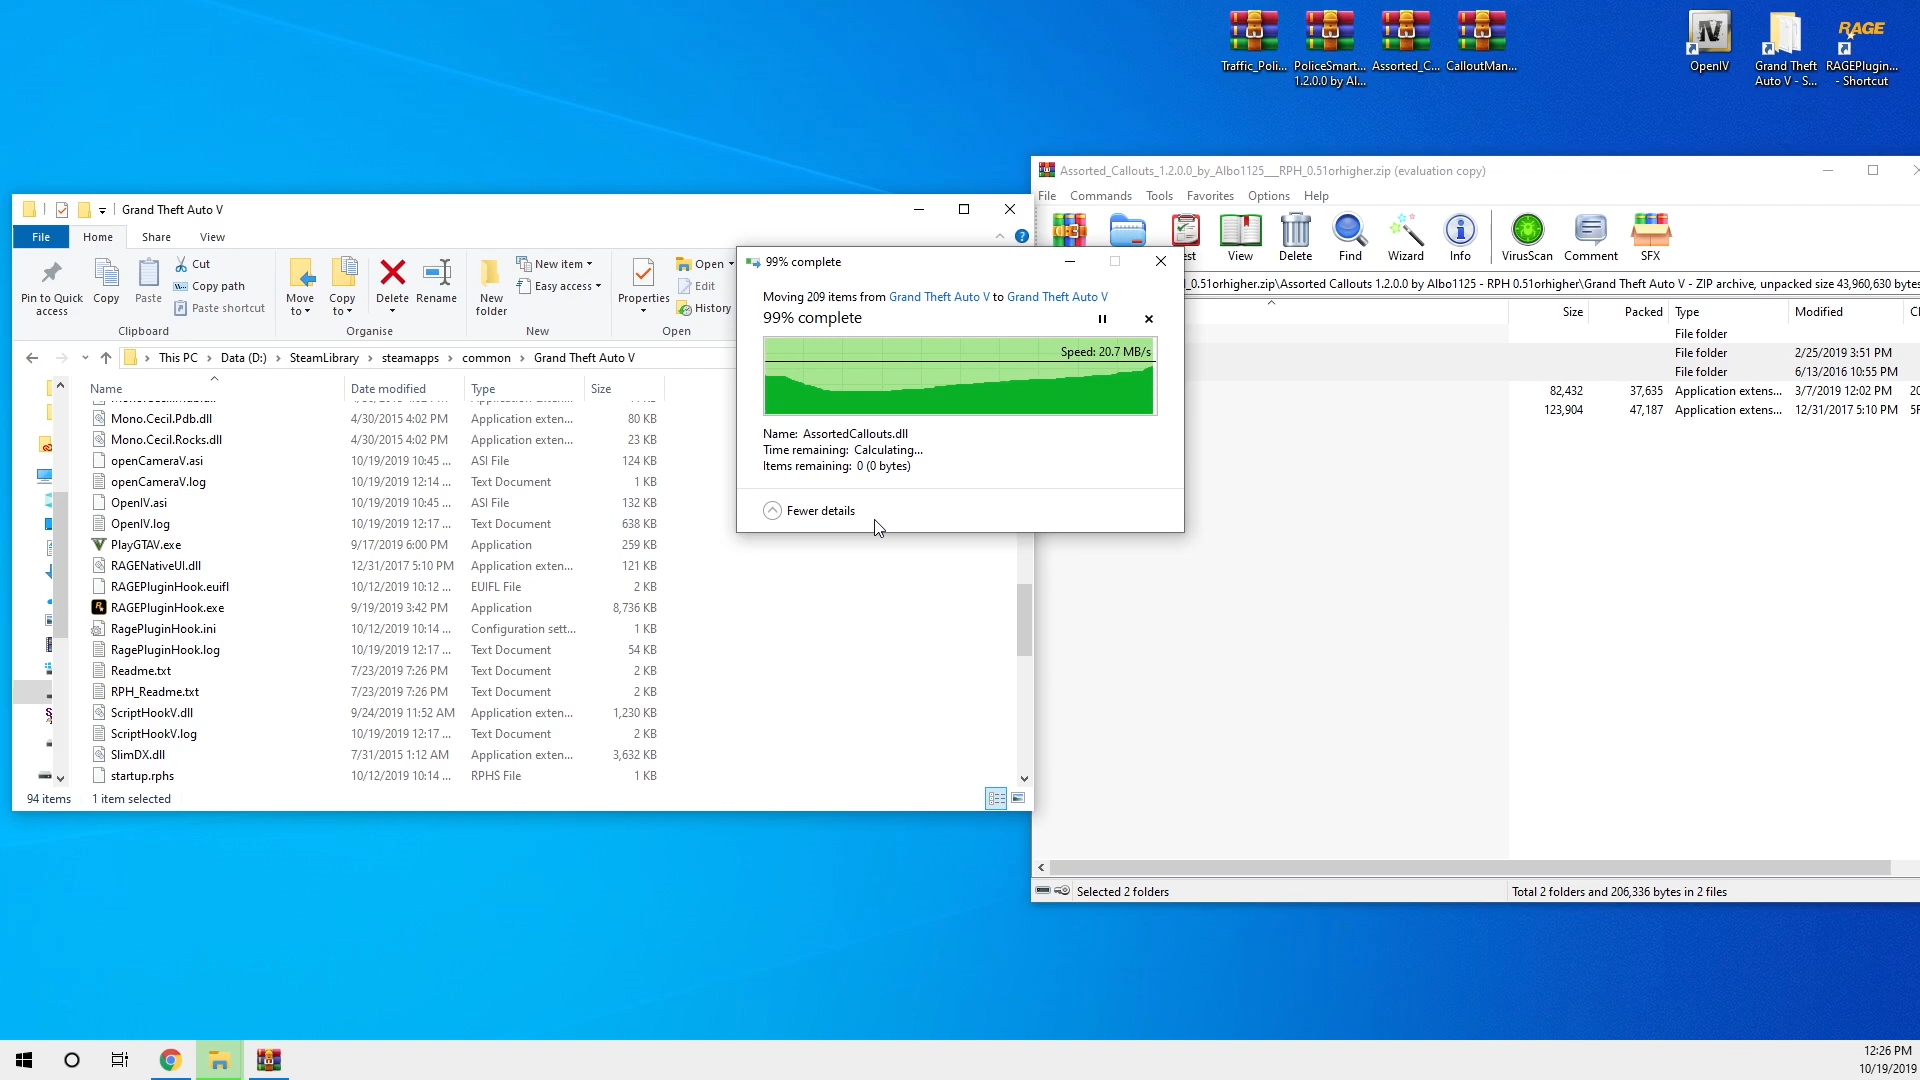 Traffic_Poli...
PoliceSmart...
1.2.0.0 by Al...
Assorted_C...
CalloutMan...
OpenIV
Grand Theft
Auto V - S...
RAGE
RAGEPlugin...
- Shortcut
Assorted_Callouts_1.2.0.0_by_Albo1125___RPH_0.51orhigher.zip (evaluation copy)
File Commands Tools Favorites Options Help
est View Delete Find Wizard Info VirusScan Comment SFX
_0.51orhigher.zip\Assorted Callouts 1.2.0.0 by Albo1125 - RPH 0.51orhigher\Grand Theft Auto V - ZIP archive, unpacked size 43,960,630 bytes
Size Packed Type Modified
File folder
File folder 2/25/2019 3:51 PM
File folder 6/13/2016 10:55 PM
82,432 37,635 Application extens... 3/7/2019 12:02 PM
123,904 47,187 Application extens... 12/31/2017 5:10 PM
Selected 2 folders
Total 2 folders and 206,336 bytes in 2 files
Grand Theft Auto V
File Home Share View
Pin to Quick
access
Copy
Paste
Cut
Copy path
Paste shortcut
Clipboard
Move
to
Copy
to
Delete
Rename
Organise
New
folder
New item
Easy access
New
Properties
Open
Edit
History
Open
This PC Data (D:) SteamLibrary steamapps common Grand Theft Auto V
Name Date modified Type Size
Mono.Cecil.Pdb.dll 4/30/2015 4:02 PM Application exten... 80 KB
Mono.Cecil.Rocks.dll 4/30/2015 4:02 PM Application exten... 23 KB
openCameraV.asi 10/19/2019 10:45 ... ASI File 124 KB
openCameraV.log 10/19/2019 12:14 ... Text Document 1 KB
OpenIV.asi 10/19/2019 10:45 ... ASI File 132 KB
OpenIV.log 10/19/2019 12:17 ... Text Document 638 KB
PlayGTAV.exe 9/17/2019 6:00 PM Application 259 KB
RAGENativeUI.dll 12/31/2017 5:10 PM Application exten... 121 KB
RAGEPluginHook.euifl 10/12/2019 10:12 ... EUIFL File 2 KB
RAGEPluginHook.exe 9/19/2019 3:42 PM Application 8,736 KB
RagePluginHook.ini 10/12/2019 10:14 ... Configuration sett... 1 KB
RagePluginHook.log 10/19/2019 12:17 ... Text Document 54 KB
Readme.txt 7/23/2019 7:26 PM Text Document 2 KB
RPH_Readme.txt 7/23/2019 7:26 PM Text Document 2 KB
ScriptHookV.dll 9/24/2019 11:52 AM Application exten... 1,230 KB
ScriptHookV.log 10/19/2019 12:17 ... Text Document 2 KB
SlimDX.dll 7/31/2015 1:12 AM Application exten... 3,632 KB
startup.rphs 10/12/2019 10:14 ... RPHS File 1 KB
94 items 1 item selected
99% complete
Moving 209 items from Grand Theft Auto V to Grand Theft Auto V
99% complete
Speed: 20.7 MB/s
Name: AssortedCallouts.dll
Time remaining: Calculating...
Items remaining: 0 (0 bytes)
Fewer details
12:26 PM
10/19/2019